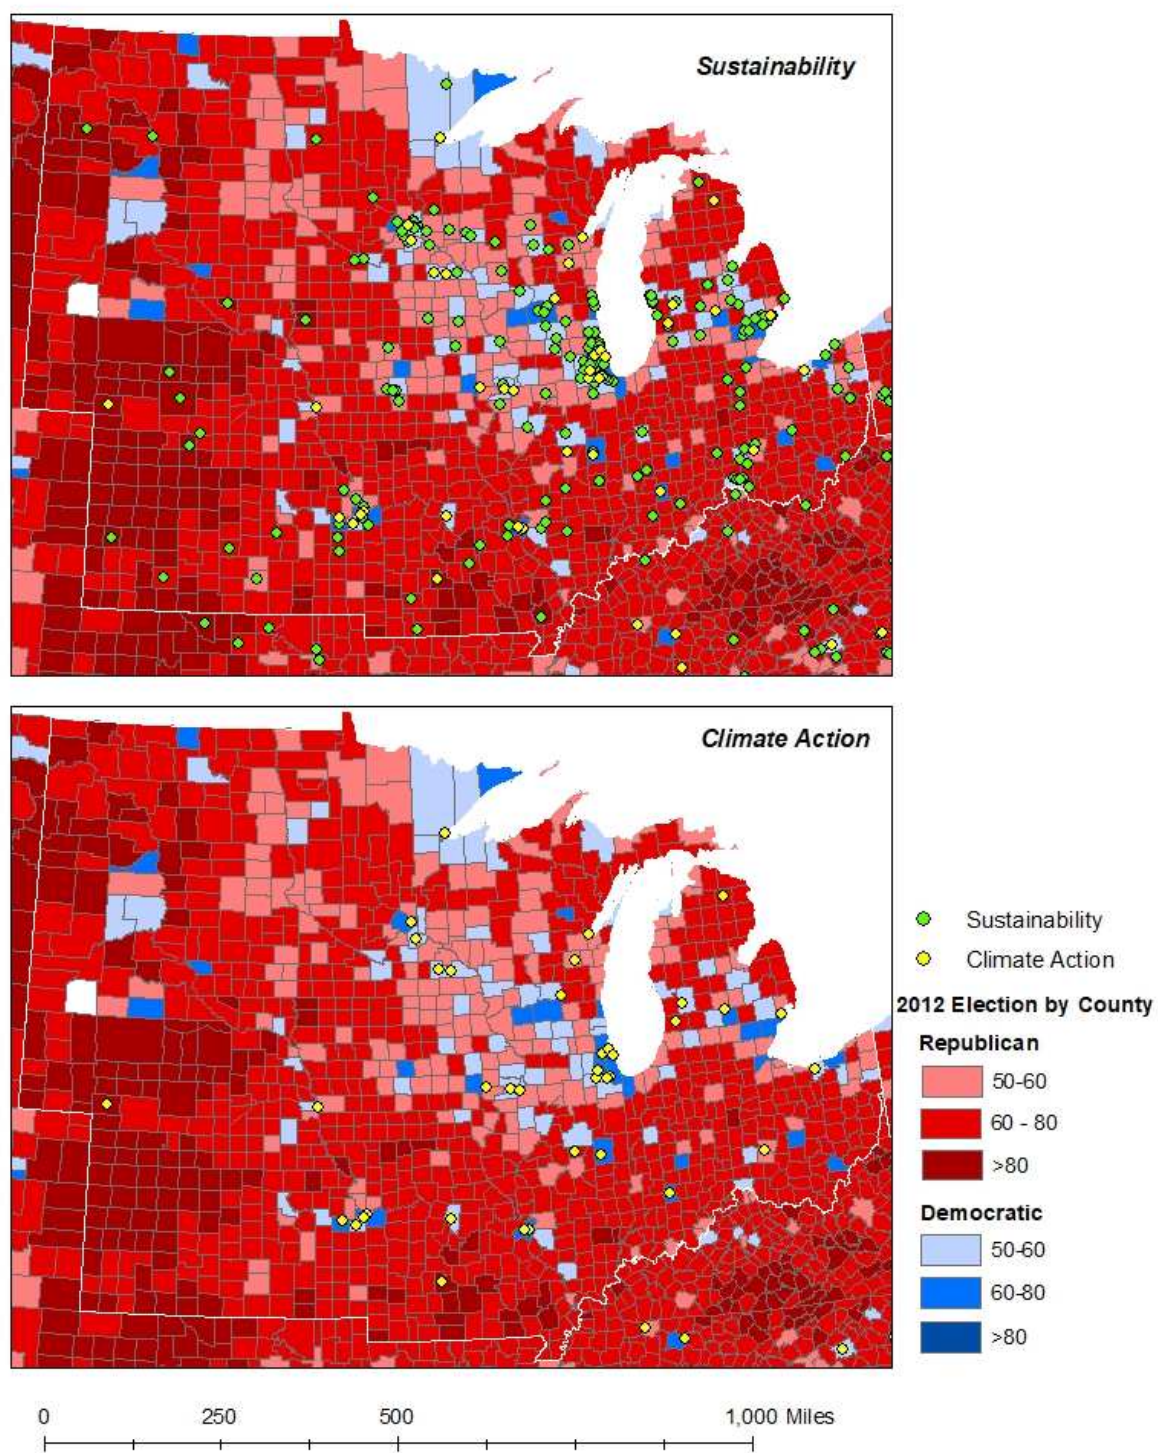 Sustainability
Climate Action
Sustainability
Climate Action
2012 Election by County
Republican
50-60
60 - 80
>80
Democratic
50-60
60-80
>80
0 250 500 1,000 Miles